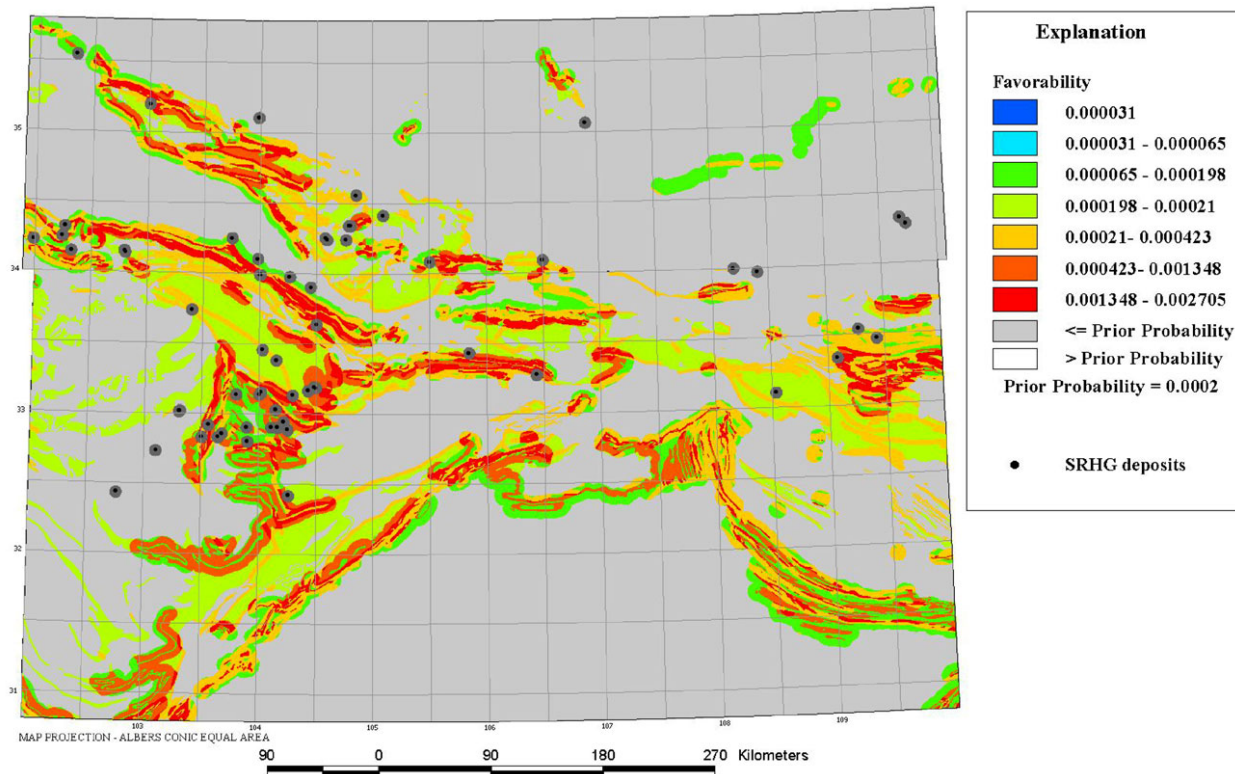 Explanation
Favorability
0.000031
0.000031 - 0.000065
0.000065 - 0.000198
0.000198 - 0.00021
0.00021- 0.000423
0.000423- 0.001348
0.001348 - 0.002705
<= Prior Probability
> Prior Probability
Prior Probability = 0.0002
SRHG deposits
35
34
33
32
31
103 104 105 106 107 108 109
MAP PROJECTION - ALBERS CONIC EQUAL AREA
90 0 90 180 270 Kilometers